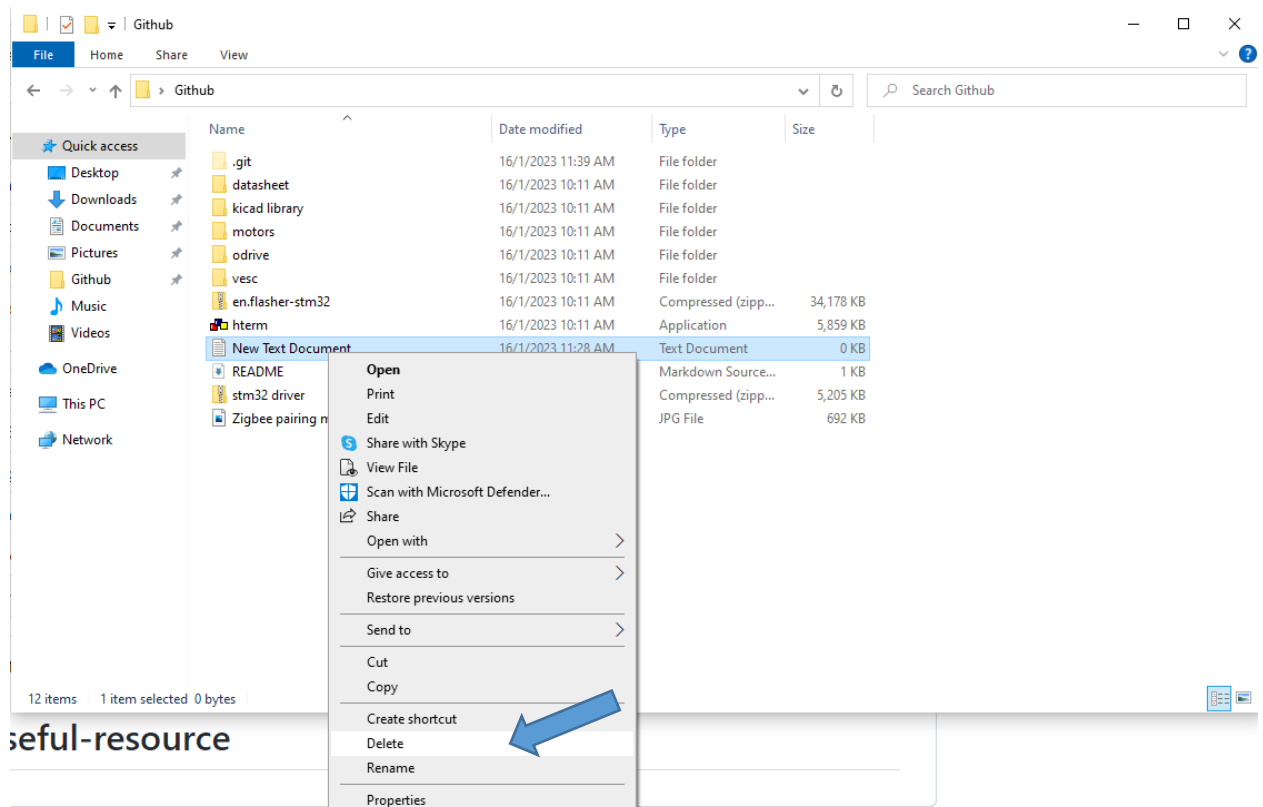 Github
File Home Share View
Github Search Github
Name Date modified Type Size
Quick access
Desktop
Downloads
Documents
Pictures
Github
Music
Videos
OneDrive
This PC
Network
.git 16/1/2023 11:39 AM File folder
datasheet 16/1/2023 10:11 AM File folder
kicad library 16/1/2023 10:11 AM File folder
motors 16/1/2023 10:11 AM File folder
odrive 16/1/2023 10:11 AM File folder
vesc 16/1/2023 10:11 AM File folder
en.flasher-stm32 16/1/2023 10:11 AM Compressed (zipp... 34,178 KB
hterm 16/1/2023 10:11 AM Application 5,859 KB
New Text Document 16/1/2023 11:28 AM Text Document 0 KB
README Markdown Source... 1 KB
stm32 driver Compressed (zipp... 5,205 KB
Zigbee pairing JPG File 692 KB
Open
Print
Edit
Share with Skype
View File
Scan with Microsoft Defender...
Share
Open with
Give access to
Restore previous versions
Send to
Cut
Copy
Create shortcut
Delete
Rename
Properties
12 items 1 item selected 0 bytes
seful-resource